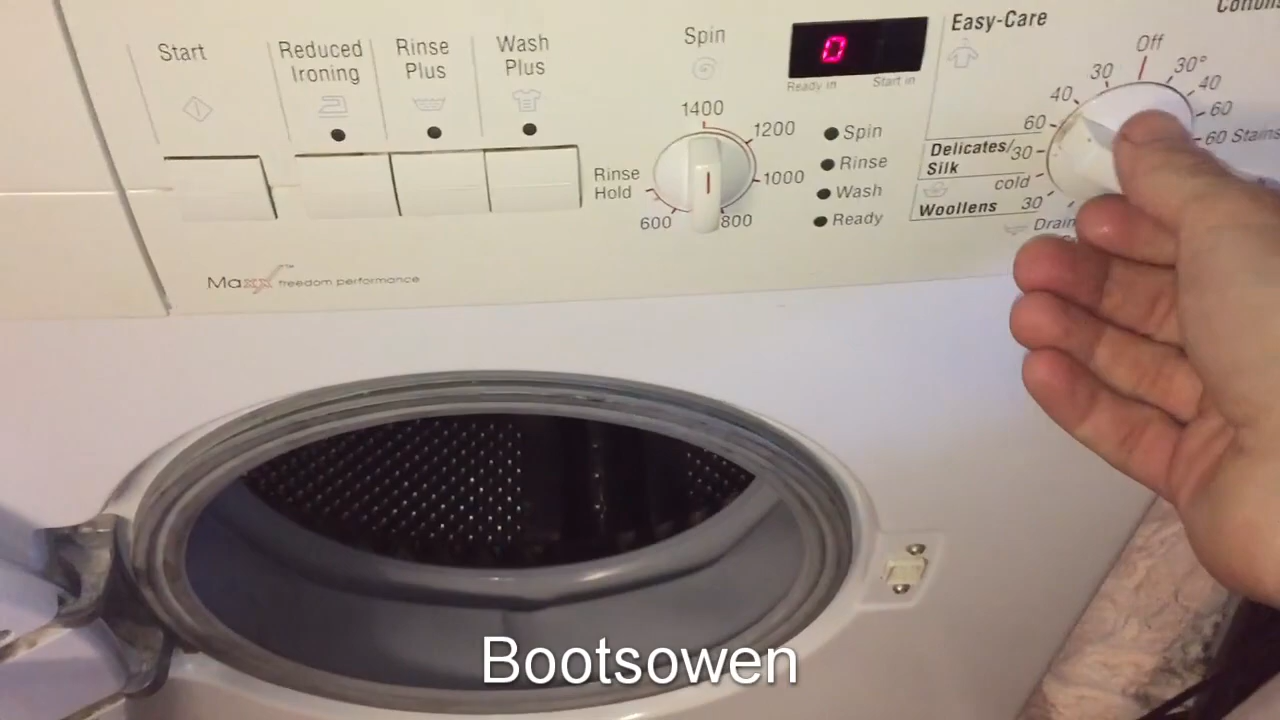 Start
Reduced
Ironing
Rinse
Plus
Wash
Plus
Spin
1400
1200
1000
800
600
Rinse
Hold
0
Ready in
Start in
Spin
Rinse
Wash
Ready
Easy-Care
Off
30
40
60
Delicates/
Silk
30
cold
Woollens
30
Drain
30°
40
60
60 Stains
Maxx freedom performance
Bootsowen